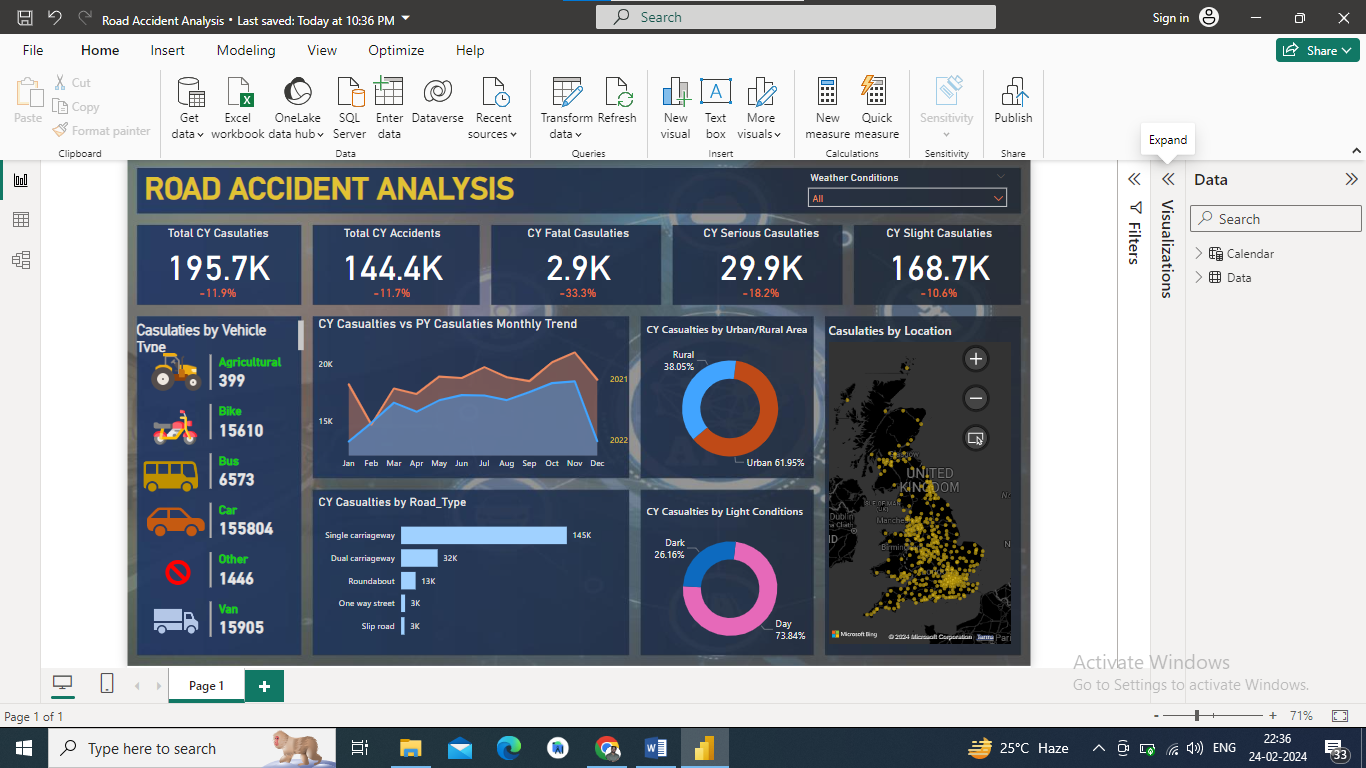 Road Accident Analysis • Last saved: Today at 10:36 PM
Search
Sign in
File
Home
Insert
Modeling
View
Optimize
Help
Share
Paste
Cut
Copy
Format painter
Clipboard
Get data
Excel workbook
OneLake data hub
SQL Server
Enter data
Dataverse
Recent sources
Data
Transform data
Refresh
Queries
New visual
Text box
More visuals
Insert
New measure
Quick measure
Calculations
Sensitivity
Sensitivity
Publish
Share
Expand
ROAD ACCIDENT ANALYSIS
Weather Conditions
All
Total CY Casulaties
195.7K
-11.9%
Total CY Accidents
144.4K
-11.7%
CY Fatal Casulaties
2.9K
-33.3%
CY Serious Casulaties
29.9K
-18.2%
CY Slight Casulaties
168.7K
-10.6%
Casulaties by Vehicle
Type
Agricultural
399
Bike
15610
Bus
6573
Car
155804
Other
1446
Van
15905
CY Casualties vs PY Casulaties Monthly Trend
20K
15K
2021
2022
Jan Feb Mar Apr May Jun Jul Aug Sep Oct Nov Dec
CY Casualties by Road_Type
Single carriageway 145K
Dual carriageway 32K
Roundabout 13K
One way street 3K
Slip road 3K
CY Casualties by Urban/Rural Area
Rural
38.05%
Urban 61.95%
CY Casualties by Light Conditions
Dark
26.16%
Day
73.84%
Casulaties by Location
UNITED
KINGDOM
Dublin
Microsoft Bing
© 2024 Microsoft Corporation Terms
Filters
Visualizations
Data
Search
Calendar
Data
Activate Windows
Go to Settings to activate Windows.
Page 1
Page 1 of 1
- + 71%
Type here to search
25°C Haze
ENG
22:36
24-02-2024
33